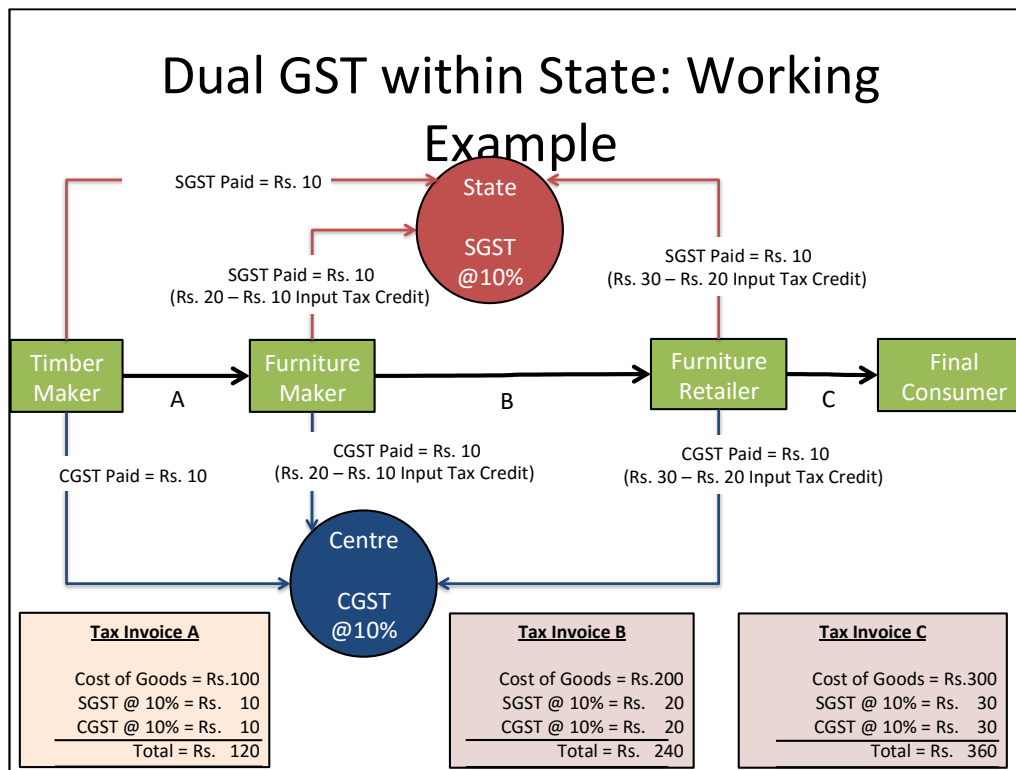 Dual GST within State: Working
Example
SGST Paid = Rs. 10
State
SGST
@10%
SGST Paid = Rs. 10
(Rs. 20 – Rs. 10 Input Tax Credit)
SGST Paid = Rs. 10
(Rs. 30 – Rs. 20 Input Tax Credit)
Timber
Maker
A
Furniture
Maker
B
Furniture
Retailer
C
Final
Consumer
CGST Paid = Rs. 10
CGST Paid = Rs. 10
(Rs. 20 – Rs. 10 Input Tax Credit)
CGST Paid = Rs. 10
(Rs. 30 – Rs. 20 Input Tax Credit)
Centre
CGST
@10%
Tax Invoice A
Cost of Goods = Rs.100
SGST @ 10% = Rs. 10
CGST @ 10% = Rs. 10
Total = Rs. 120
Tax Invoice B
Cost of Goods = Rs.200
SGST @ 10% = Rs. 20
CGST @ 10% = Rs. 20
Total = Rs. 240
Tax Invoice C
Cost of Goods = Rs.300
SGST @ 10% = Rs. 30
CGST @ 10% = Rs. 30
Total = Rs. 360